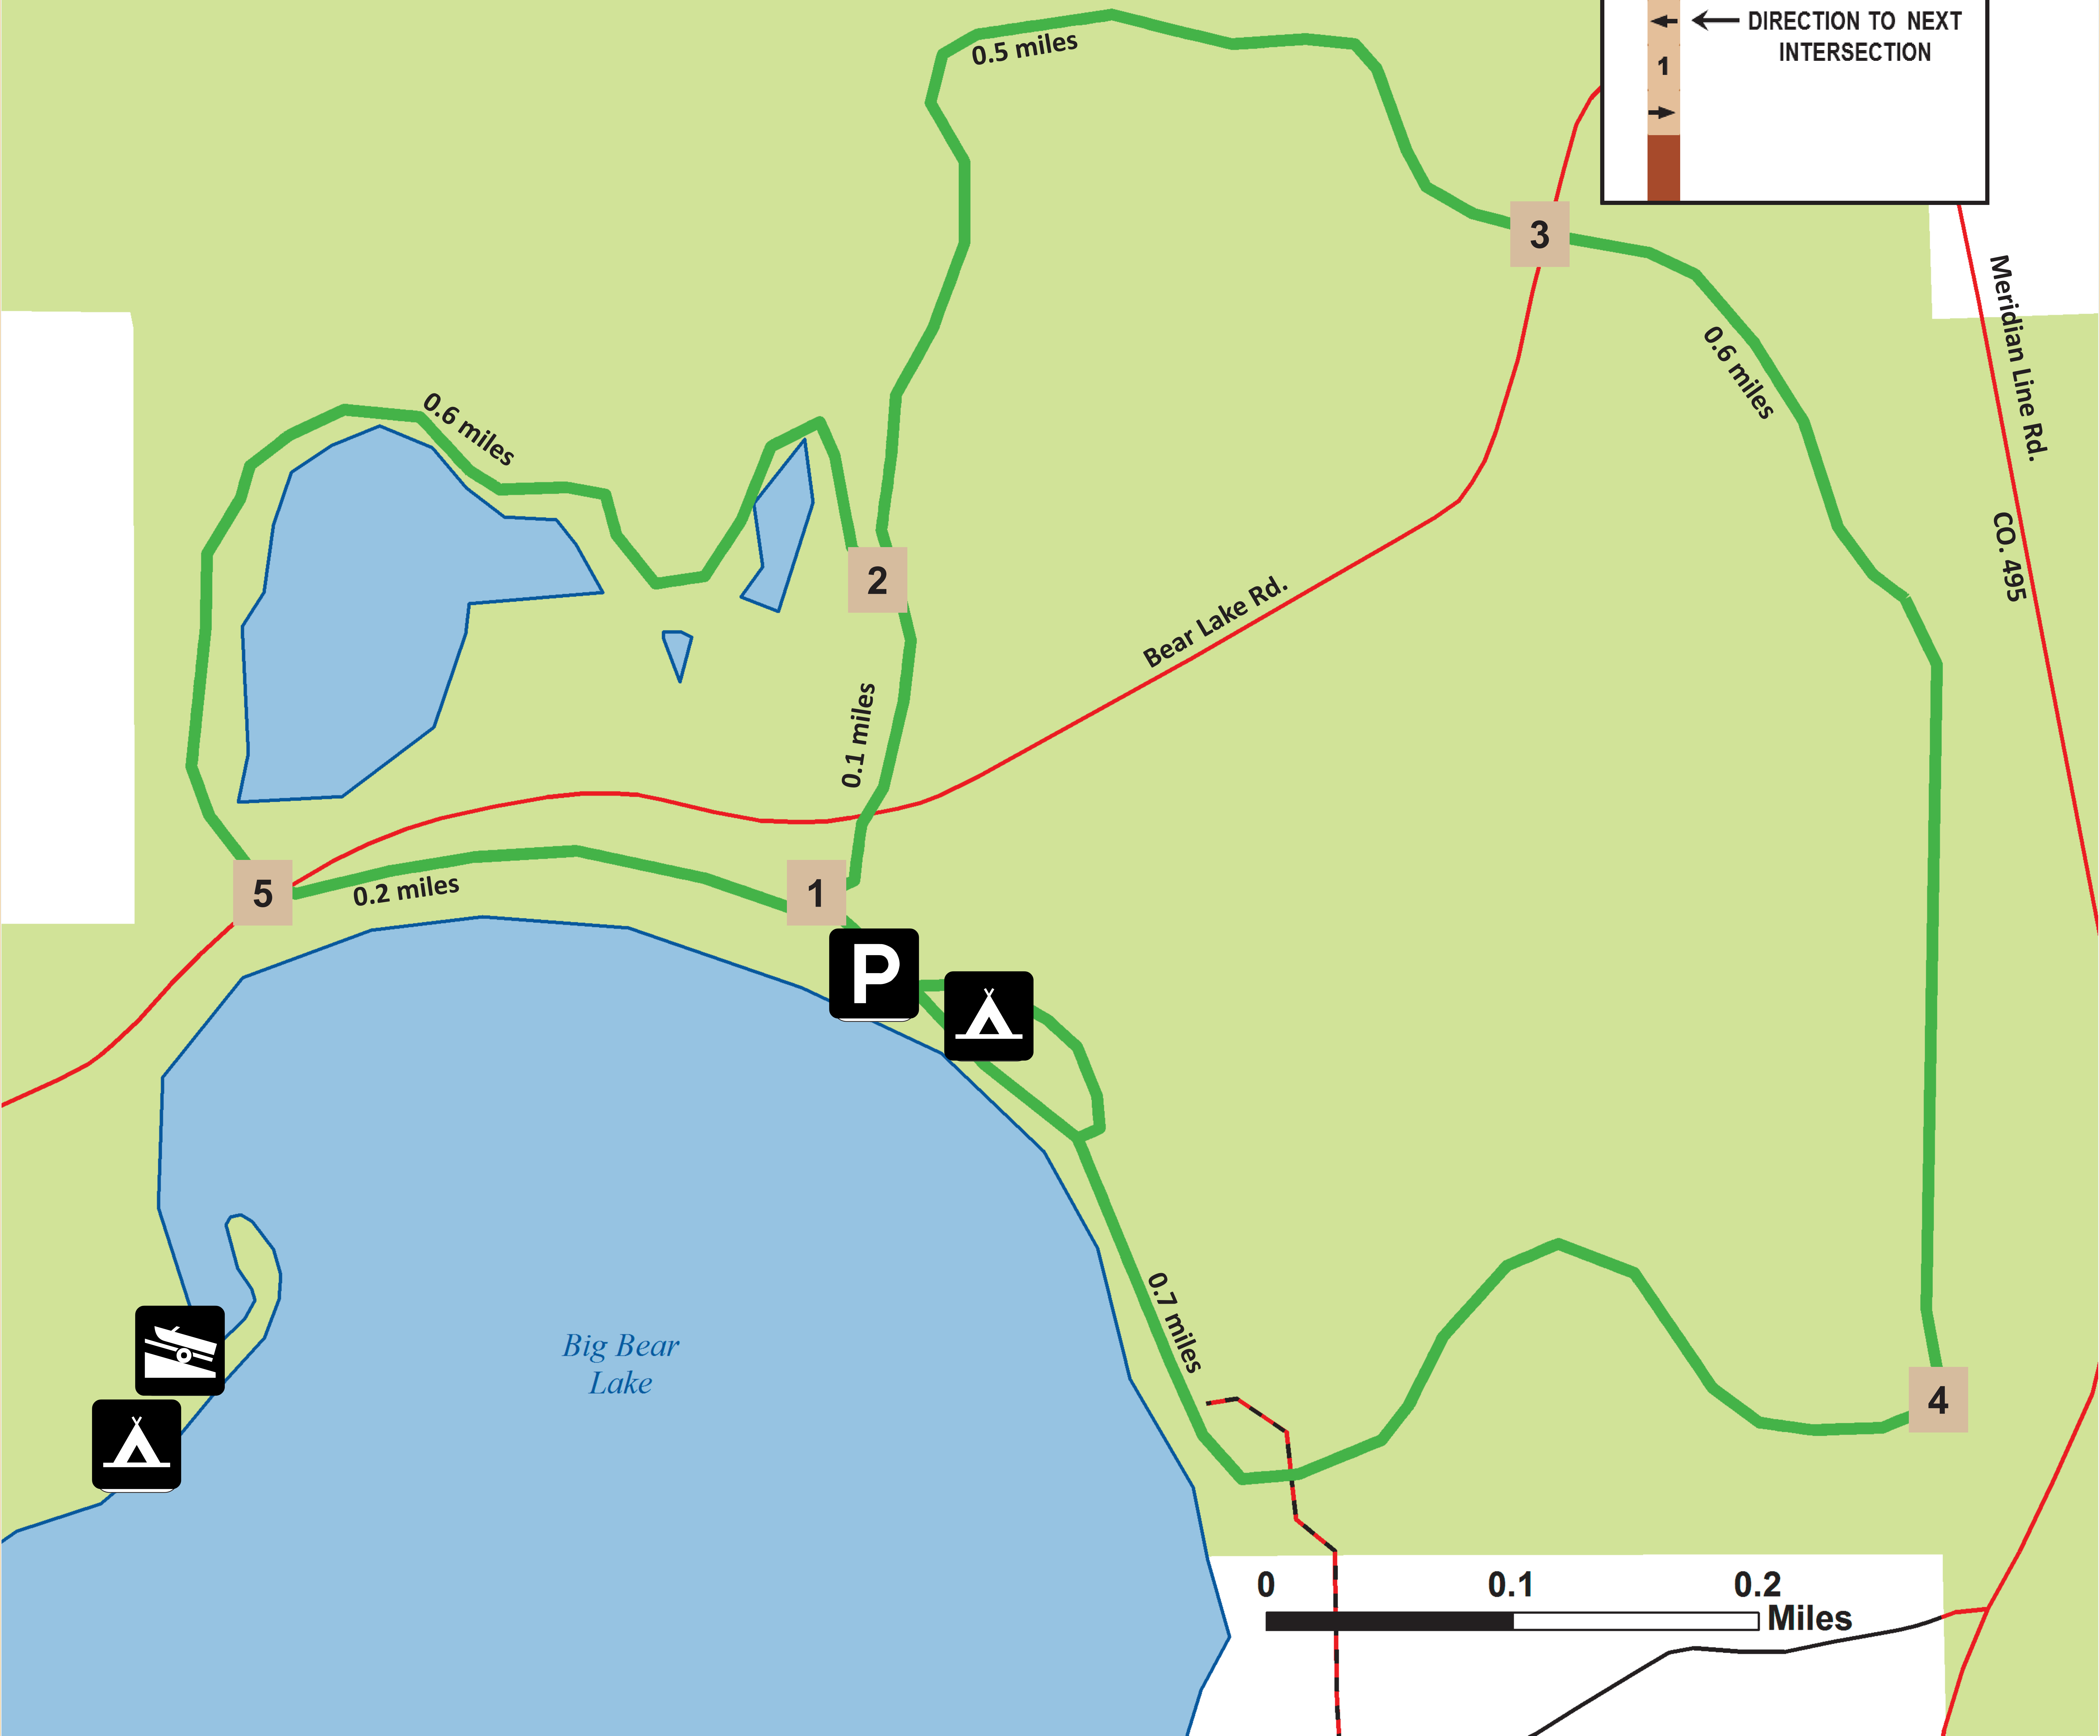 DIRECTION TO NEXT
INTERSECTION
1
0.5 miles
3
Meridian Line Rd.
0.6 miles
0.6 miles
CO. 495
2
Bear Lake Rd.
0.1 miles
5
0.2 miles
1
P
0.7 miles
Big Bear
Lake
4
0 0.1 0.2
Miles